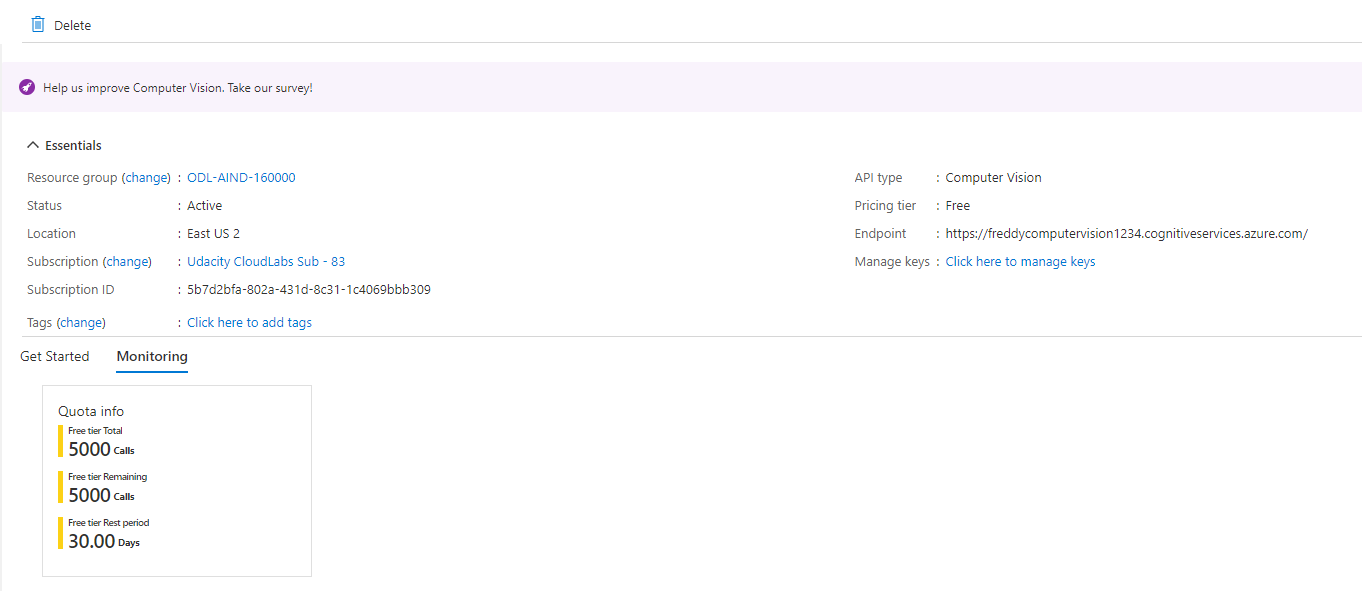 Delete
Help us improve Computer Vision. Take our survey!
Essentials
Resource group (change) : ODL-AIND-160000
Status : Active
Location : East US 2
Subscription (change) : Udacity CloudLabs Sub - 83
Subscription ID : 5b7d2bfa-802a-431d-8c31-1c4069bbb309
Tags (change) : Click here to add tags
API type : Computer Vision
Pricing tier : Free
Endpoint : https://freddycomputervision1234.cognitiveservices.azure.com/
Manage keys : Click here to manage keys
Get Started Monitoring
Quota info
Free tier Total
5000 Calls
Free tier Remaining
5000 Calls
Free tier Rest period
30.00 Days